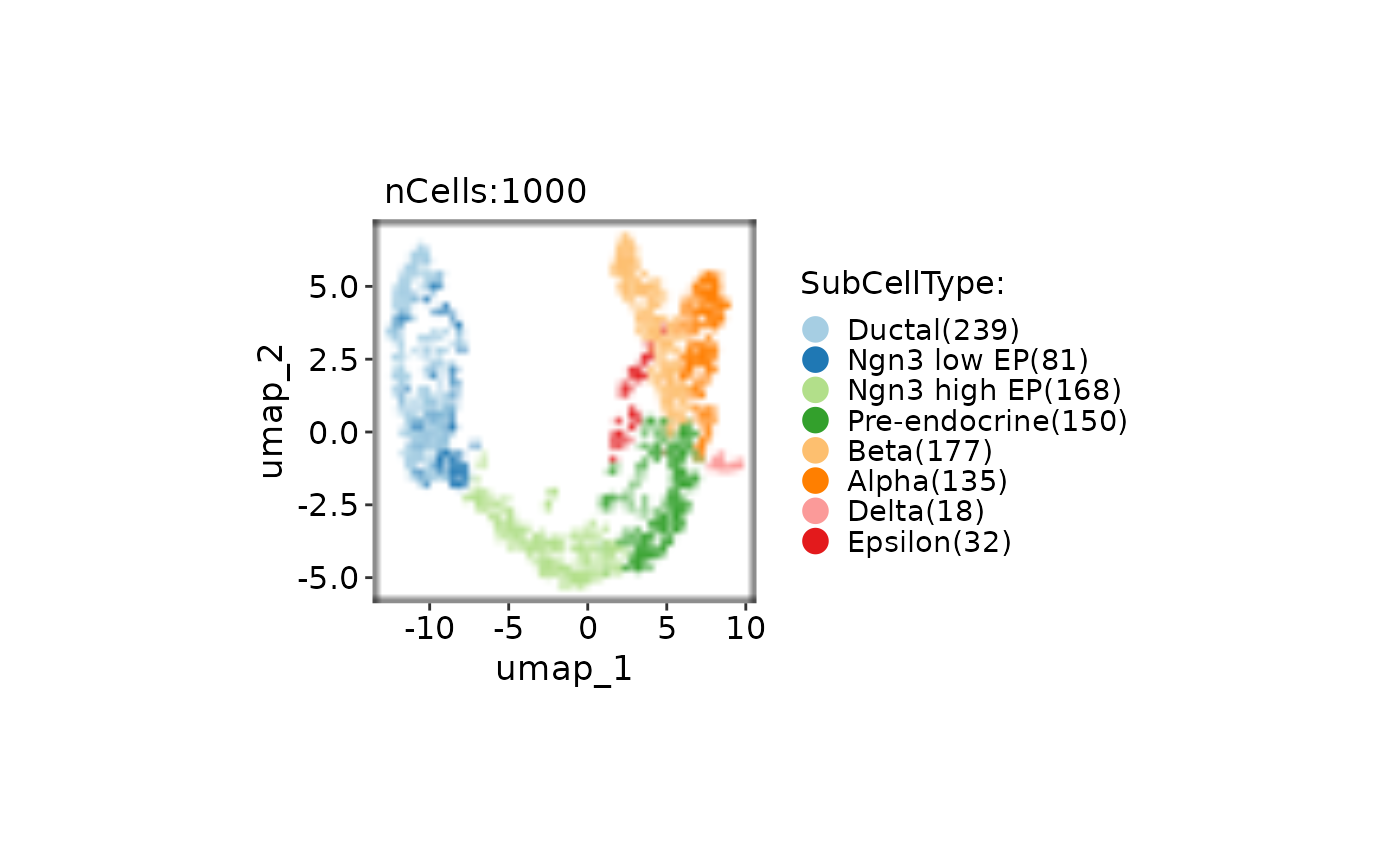 nCells:1000
5.0
2.5
0.0
-2.5
-5.0
umap_2
-10 -5 0 5 10
umap_1
SubCellType:
Ductal(239)
Ngn3 low EP(81)
Ngn3 high EP(168)
Pre-endocrine(150)
Beta(177)
Alpha(135)
Delta(18)
Epsilon(32)